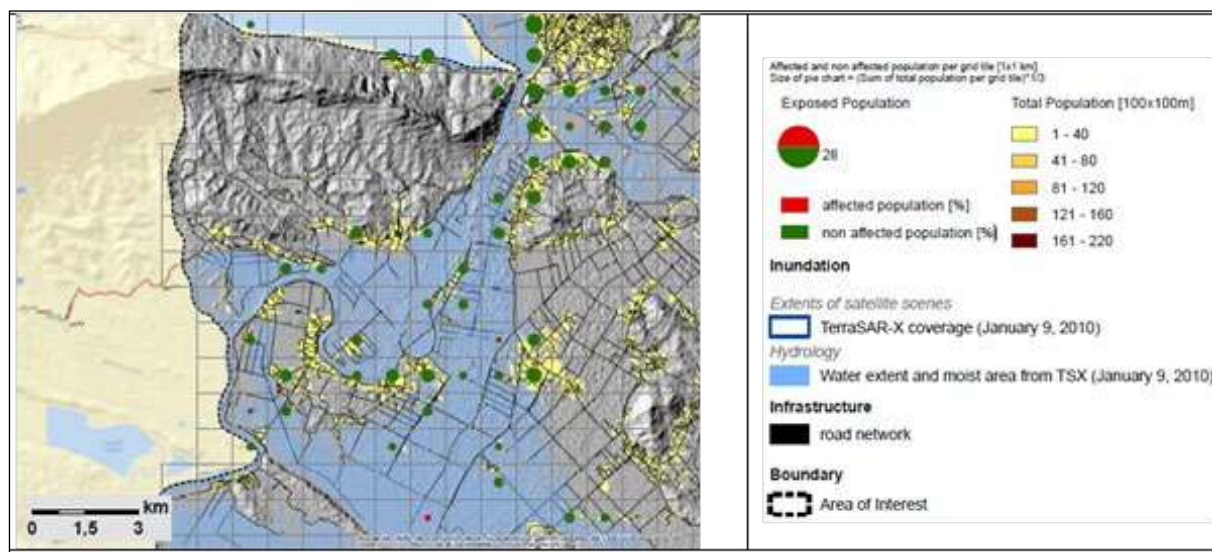 Affected and non affected population per grid tile [1x1 km]
Size of pie chart = (Sum of total population per grid tile)^1/3
Exposed Population
Total Population [100x100m]
28
1 - 40
41 - 80
81 - 120
121 - 160
161 - 220
affected population [%]
non affected population [%]
Inundation
Extents of satellite scenes
TerraSAR-X coverage (January 9, 2010)
Hydrology
Water extent and moist area from TSX (January 9, 2010)
Infrastructure
road network
Boundary
Area of Interest
km
0 1,5 3